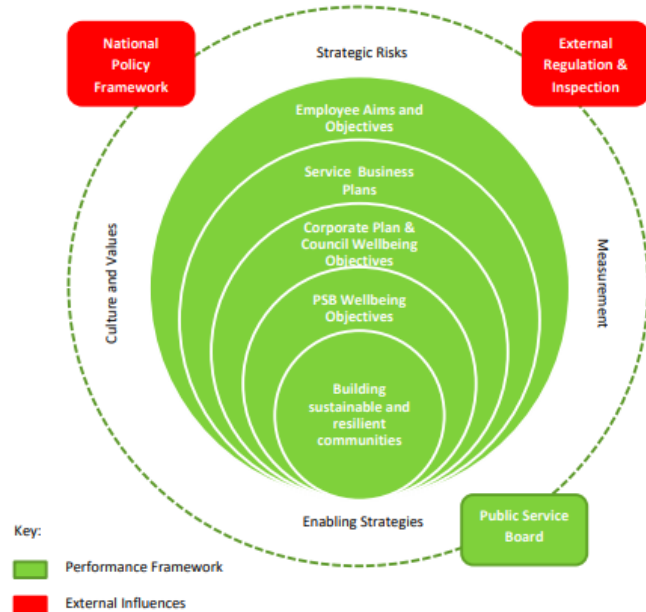 National
Policy
Framework
Strategic Risks
External
Regulation &
Inspection
Employee Aims and
Objectives
Service Business
Plans
Corporate Plan &
Council Wellbeing
Objectives
PSB Wellbeing
Objectives
Building
sustainable and
resilient
communities
Culture and Values
Measurement
Enabling Strategies
Public Service
Board
Key:
Performance Framework
External Influences